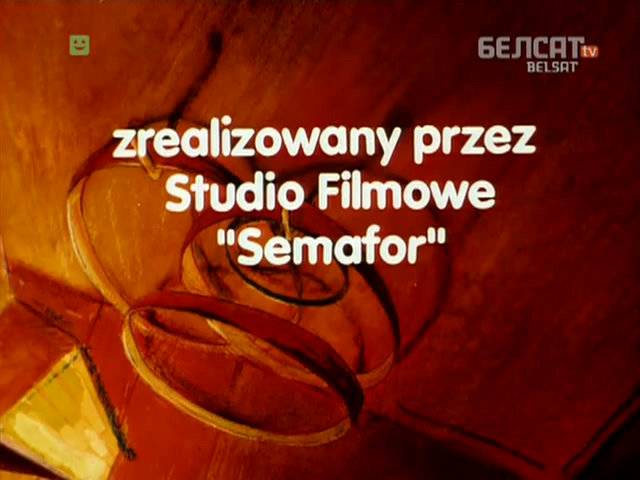 БЕЛСАТ tv
BELSAT
zrealizowany przez
Studio Filmowe
"Semafor"